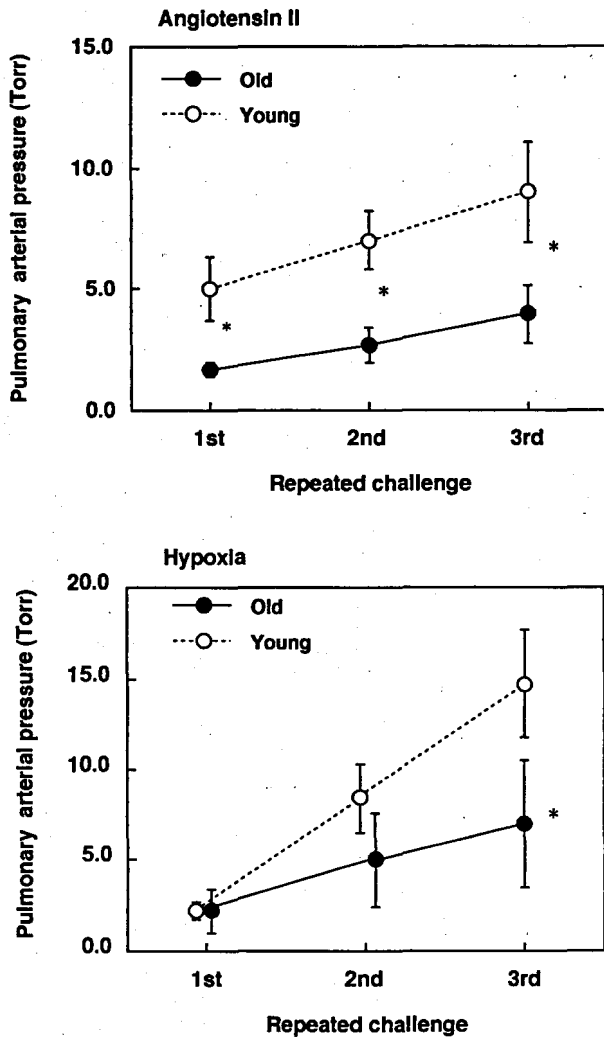 Angiotensin II
15.0
Old
Young
10.0
*
*
5.0
*
0.0
1st 2nd 3rd
Pulmonary arterial pressure (Torr)
Repeated challenge
Hypoxia
20.0
Old
Young
15.0
10.0
*
5.0
0.0
1st 2nd 3rd
Pulmonary arterial pressure (Torr)
Repeated challenge